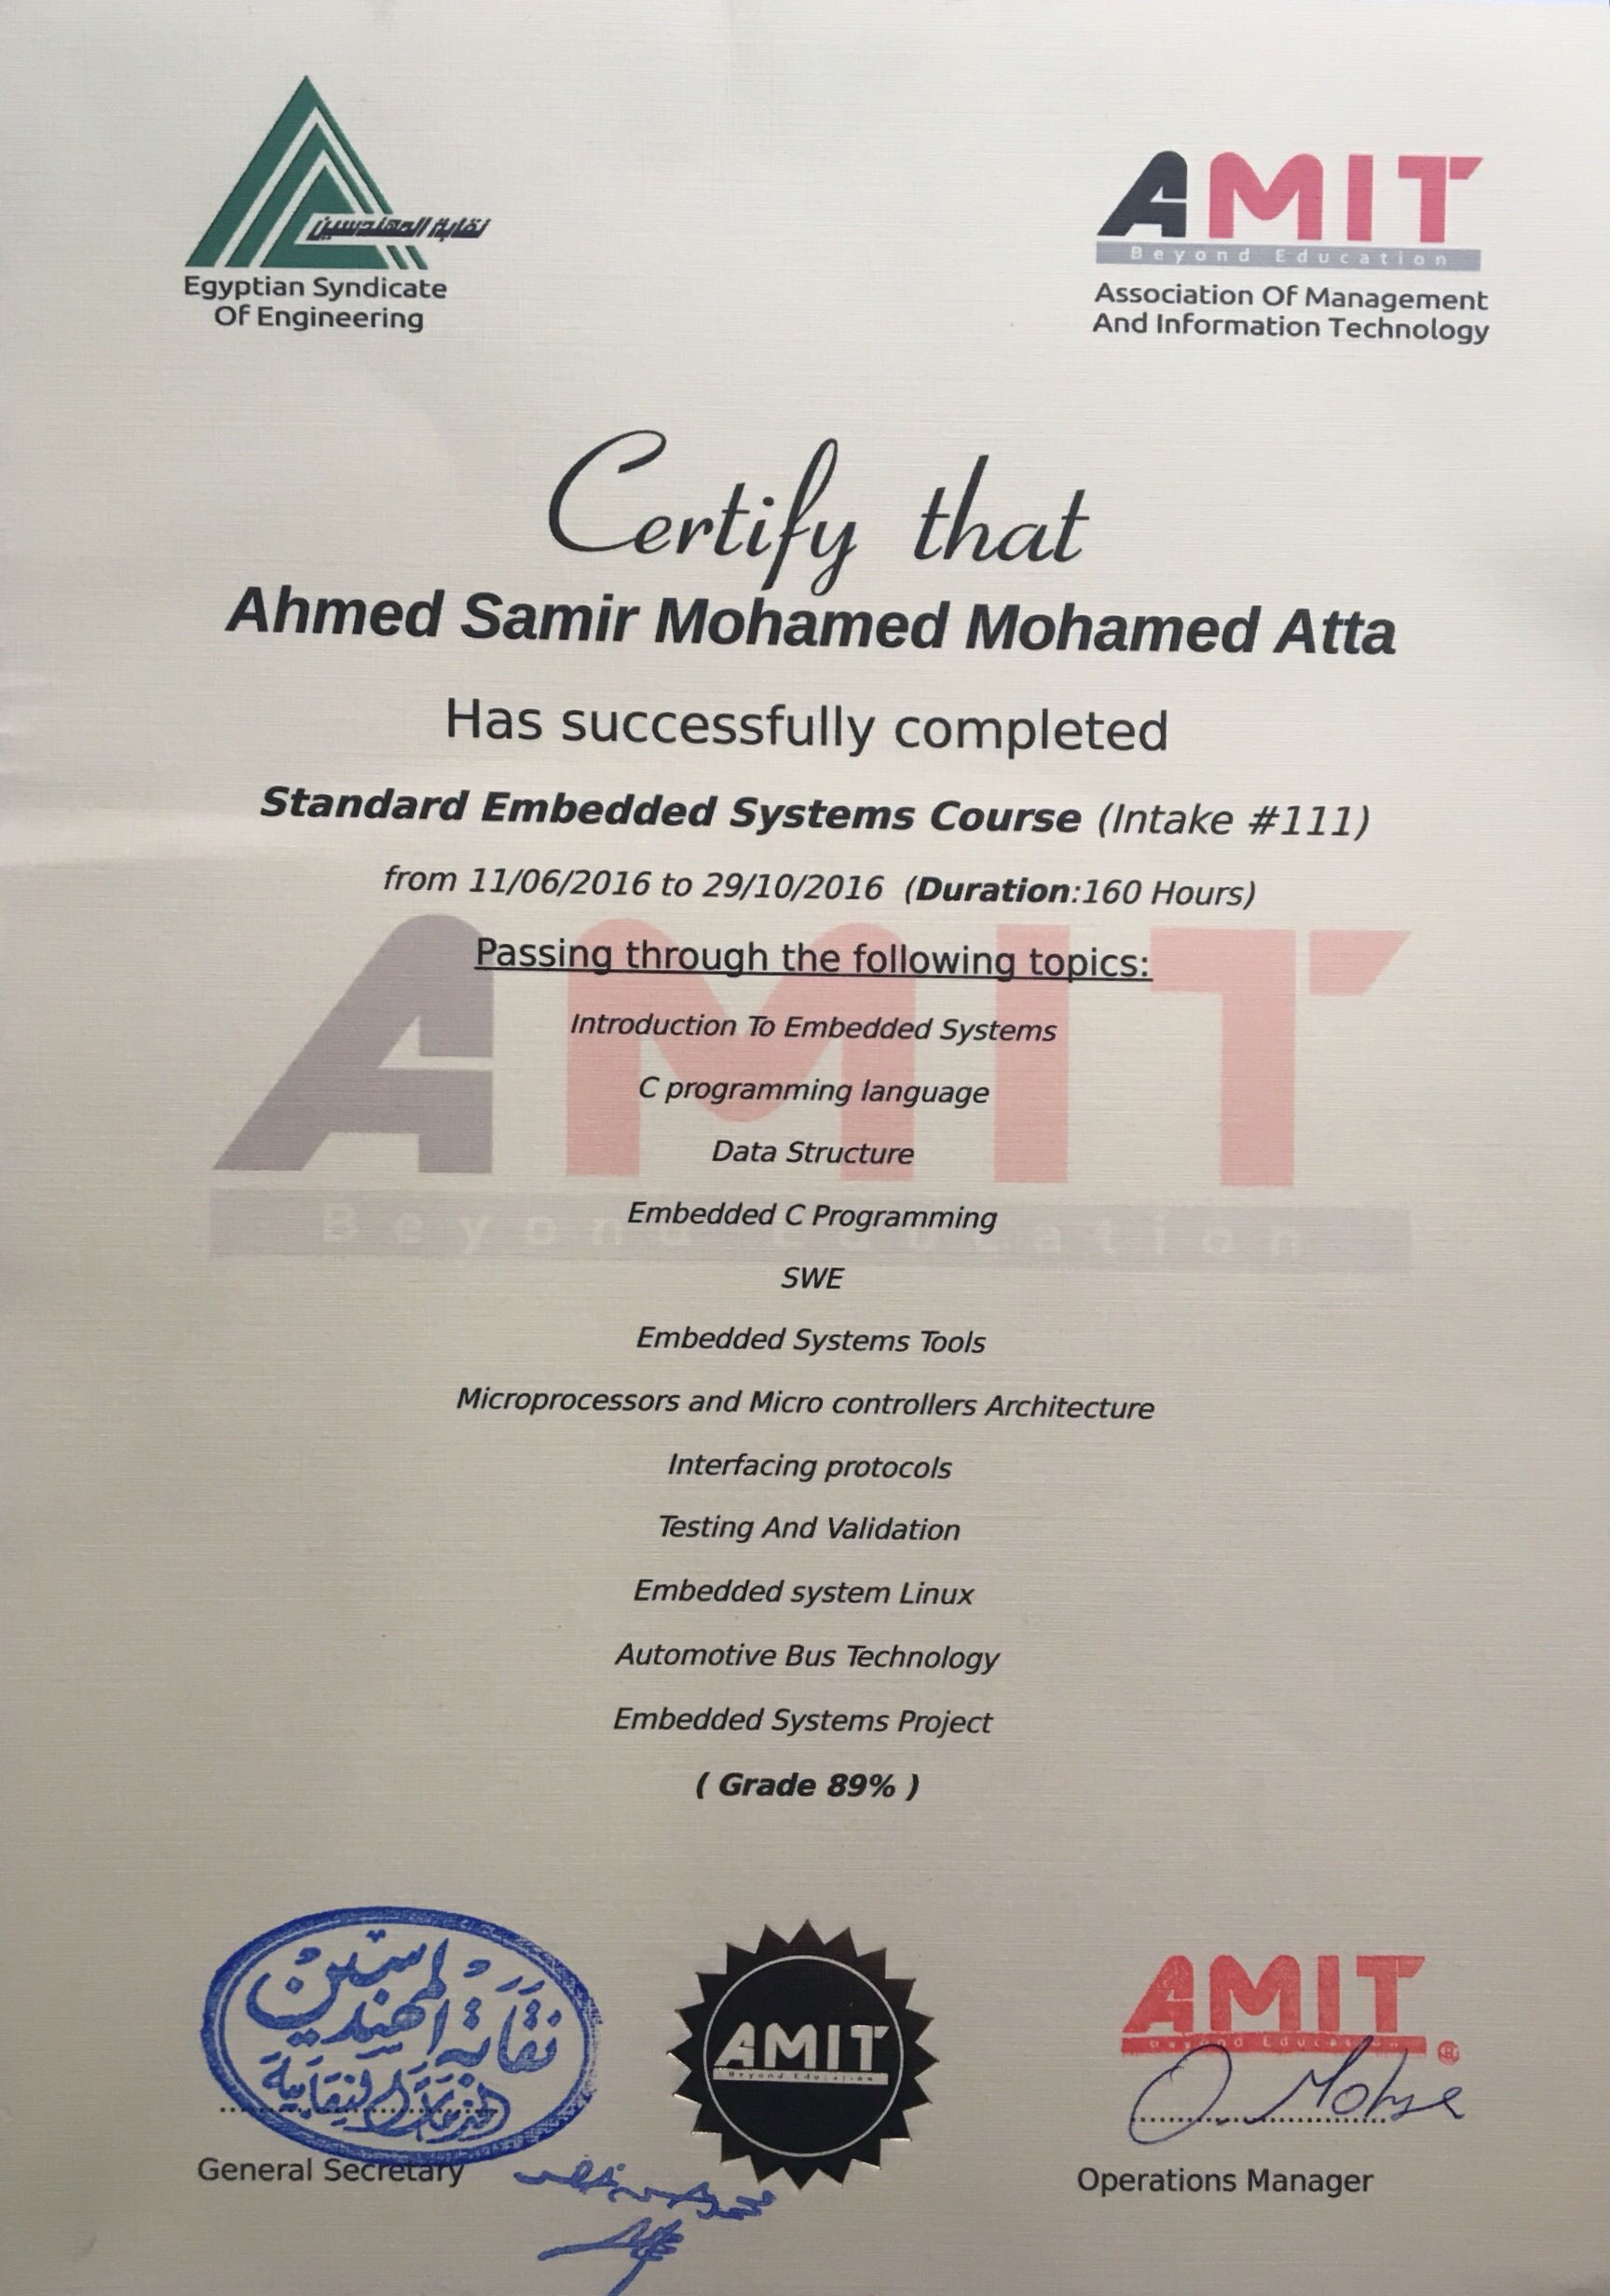 نقابة المهندسين
Egyptian Syndicate
Of Engineering
AMIT
Beyond Education
Association Of Management
And Information Technology
Certify that
Ahmed Samir Mohamed Mohamed Atta
Has successfully completed
Standard Embedded Systems Course (Intake #111)
from 11/06/2016 to 29/10/2016 (Duration:160 Hours)
Passing through the following topics:
AMIT
Beyond Education
Introduction To Embedded Systems
C programming language
Data Structure
Embedded C Programming
SWE
Embedded Systems Tools
Microprocessors and Micro controllers Architecture
Interfacing protocols
Testing And Validation
Embedded system Linux
Automotive Bus Technology
Embedded Systems Project
( Grade 89% )
نقابة المهندسين
الخدمات النقابية
General Secretary
AMIT
Beyond Education
AMIT
Beyond Education
®
Operations Manager